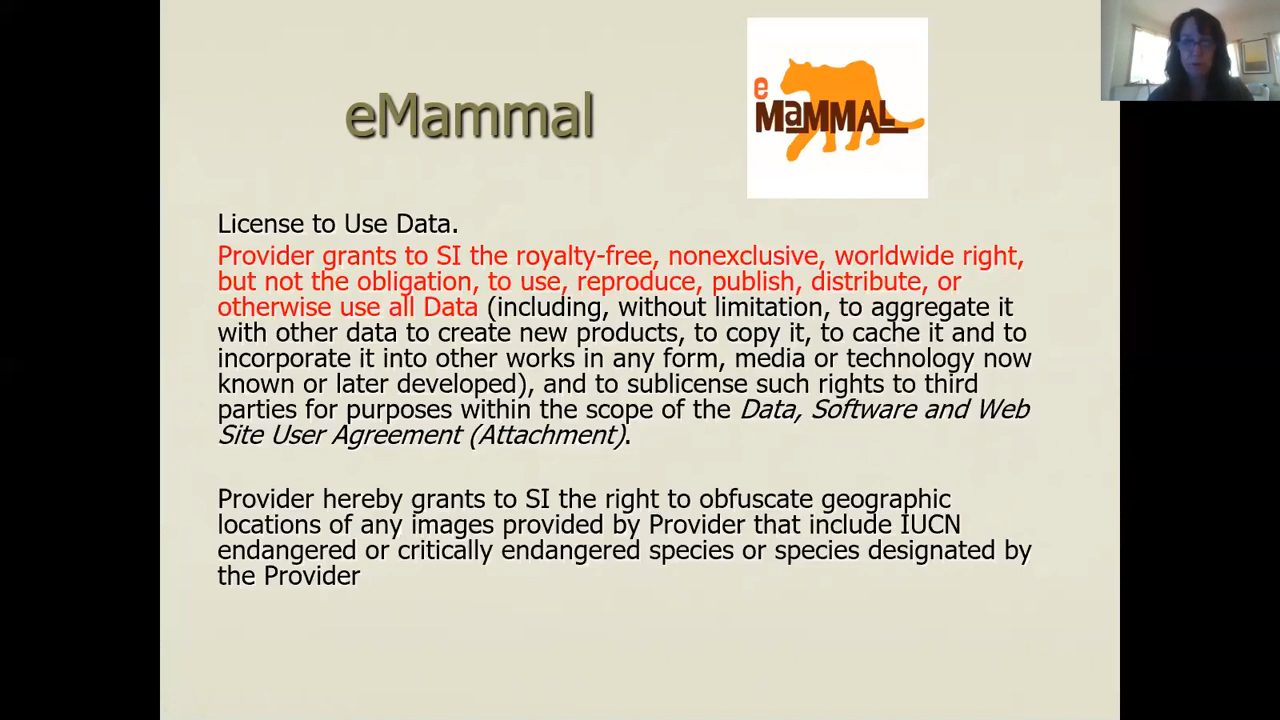 eMammal
e
MaMMAL
License to Use Data.
Provider grants to SI the royalty-free, nonexclusive, worldwide right,
but not the obligation, to use, reproduce, publish, distribute, or
otherwise use all Data (including, without limitation, to aggregate it
with other data to create new products, to copy it, to cache it and to
incorporate it into other works in any form, media or technology now
known or later developed), and to sublicense such rights to third
parties for purposes within the scope of the Data, Software and Web
Site User Agreement (Attachment).
Provider hereby grants to SI the right to obfuscate geographic
locations of any images provided by Provider that include IUCN
endangered or critically endangered species or species designated by
the Provider